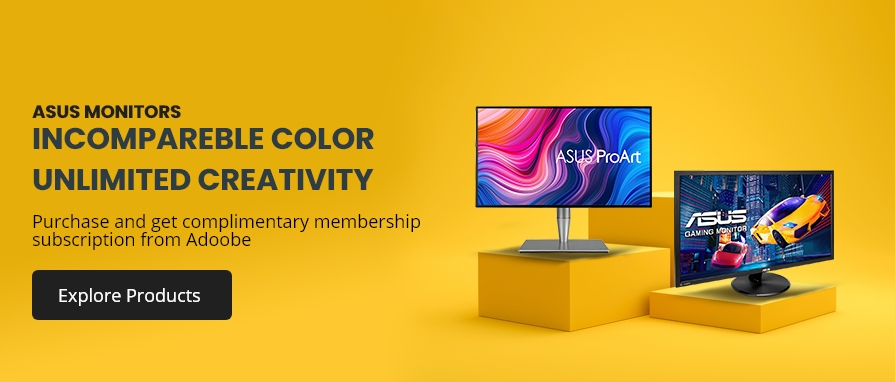 ASUS MONITORS
INCOMPAREBLE COLOR
UNLIMITED CREATIVITY
Purchase and get complimentary membership
subscription from Adoobe
Explore Products
ASUS ProArt
ASUS
GAMING MONITOR